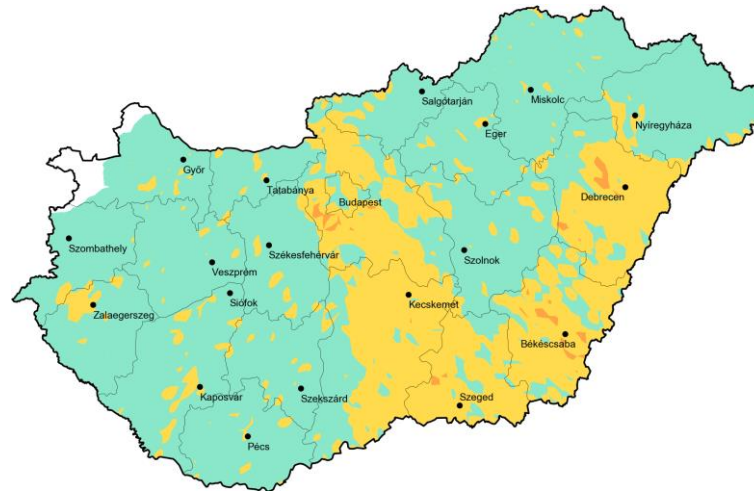 Salgótarján
Miskolc
Nyíregyháza
Eger
Győr
Tatabánya
Debrecen
Budapest
Szombathely
Székesfehérvár
Szolnok
Veszprém
Siófok
Kecskemét
Zalaegerszeg
Békéscsaba
Kaposvár
Szekszárd
Szeged
Pécs